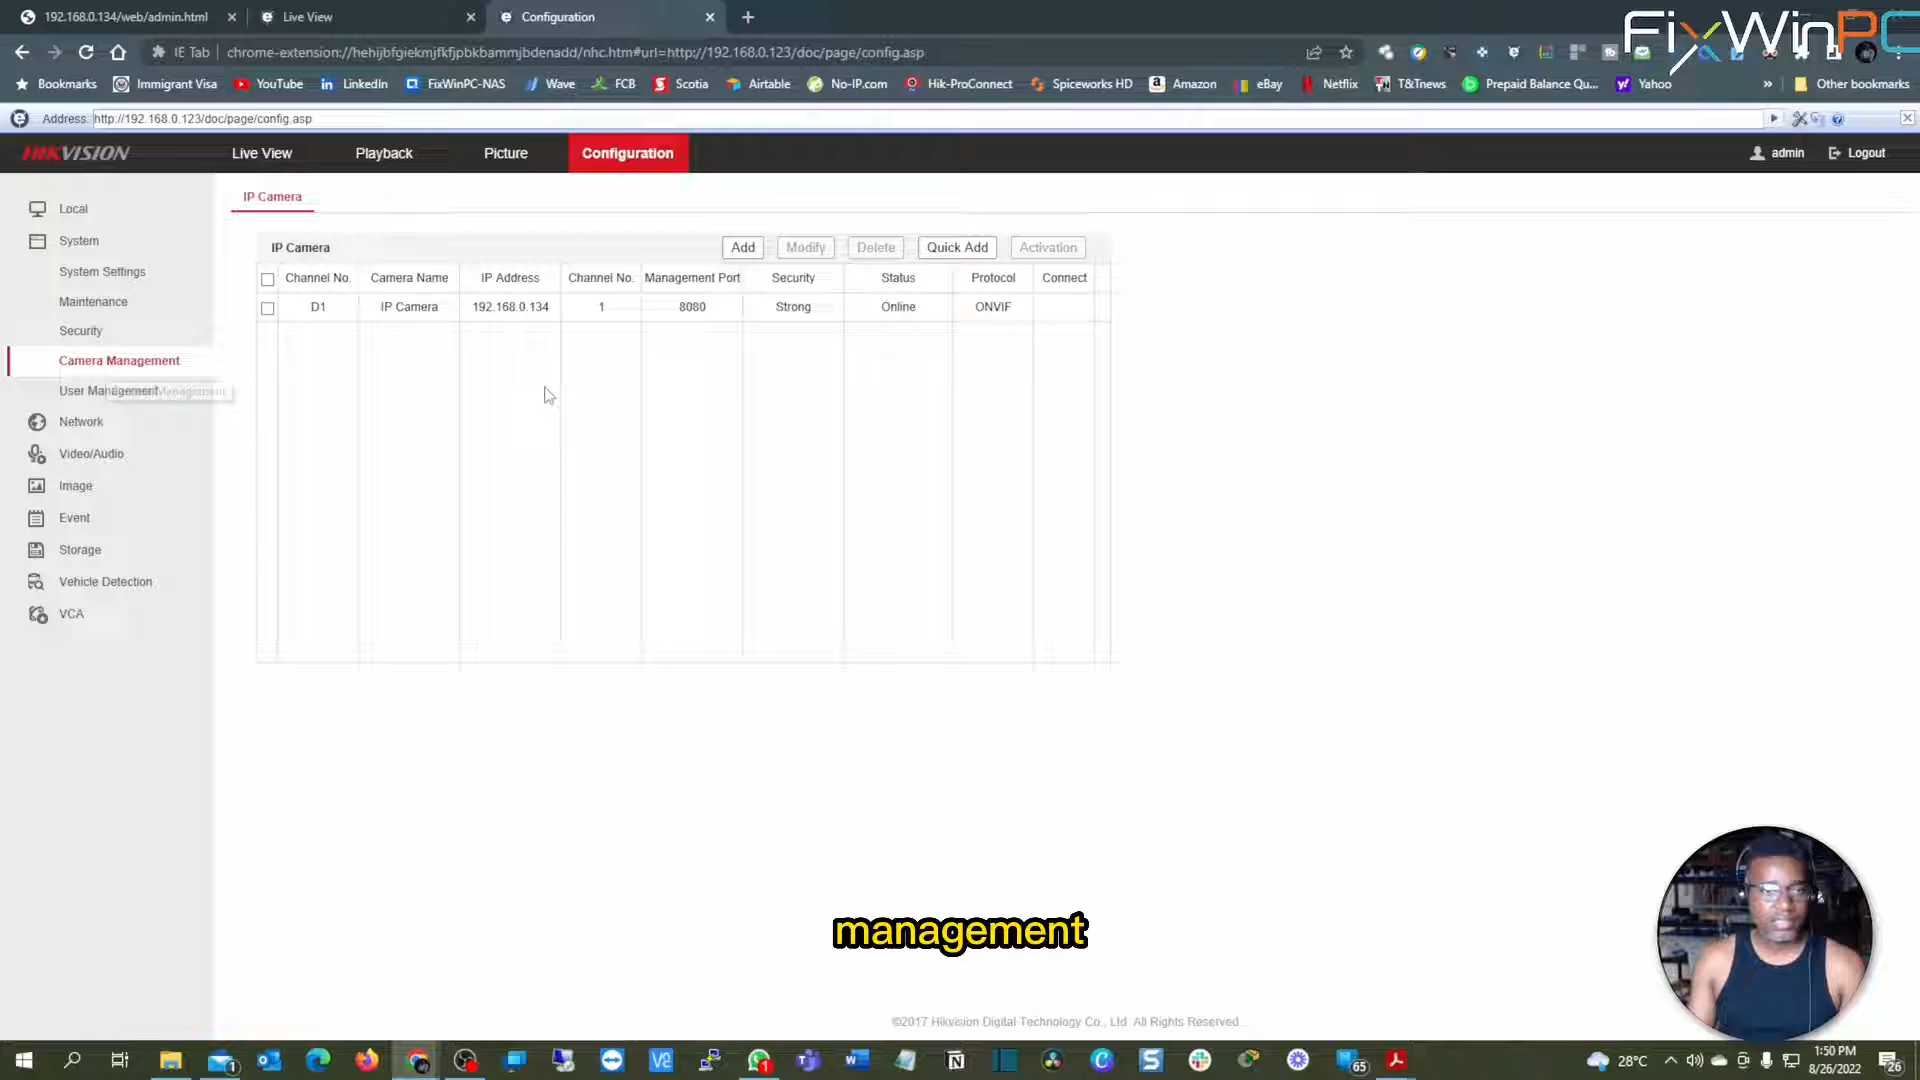 192.168.0.134/web/admin.html
Live View
Configuration
FixWinPC
IE Tab
chrome-extension://hehijbfgiekmjfkfjpbkbammjbdenadd/nhc.htm#url=http://192.168.0.123/doc/page/config.asp
Bookmarks
Immigrant Visa
YouTube
LinkedIn
FixWinPC-NAS
Wave
FCB
Scotia
Airtable
No-IP.com
Hik-ProConnect
Spiceworks HD
Amazon
eBay
Netflix
T&Tnews
Prepaid Balance Qu...
Yahoo
»
Other bookmarks
Address: http://192.168.0.123/doc/page/config.asp
HIKVISION
Live View
Playback
Picture
Configuration
admin
Logout
Local
System
System Settings
Maintenance
Security
Camera Management
User Management
Network
Video/Audio
Image
Event
Storage
Vehicle Detection
VCA
IP Camera
IP Camera
Add
Modify
Delete
Quick Add
Activation
Channel No. Camera Name IP Address Channel No. Management Port Security Status Protocol Connect
D1 IP Camera 192.168.0.134 1 8080 Strong Online ONVIF
management
©2017 Hikvision Digital Technology Co., Ltd. All Rights Reserved.
28°C
1:50 PM
8/26/2022
65
26